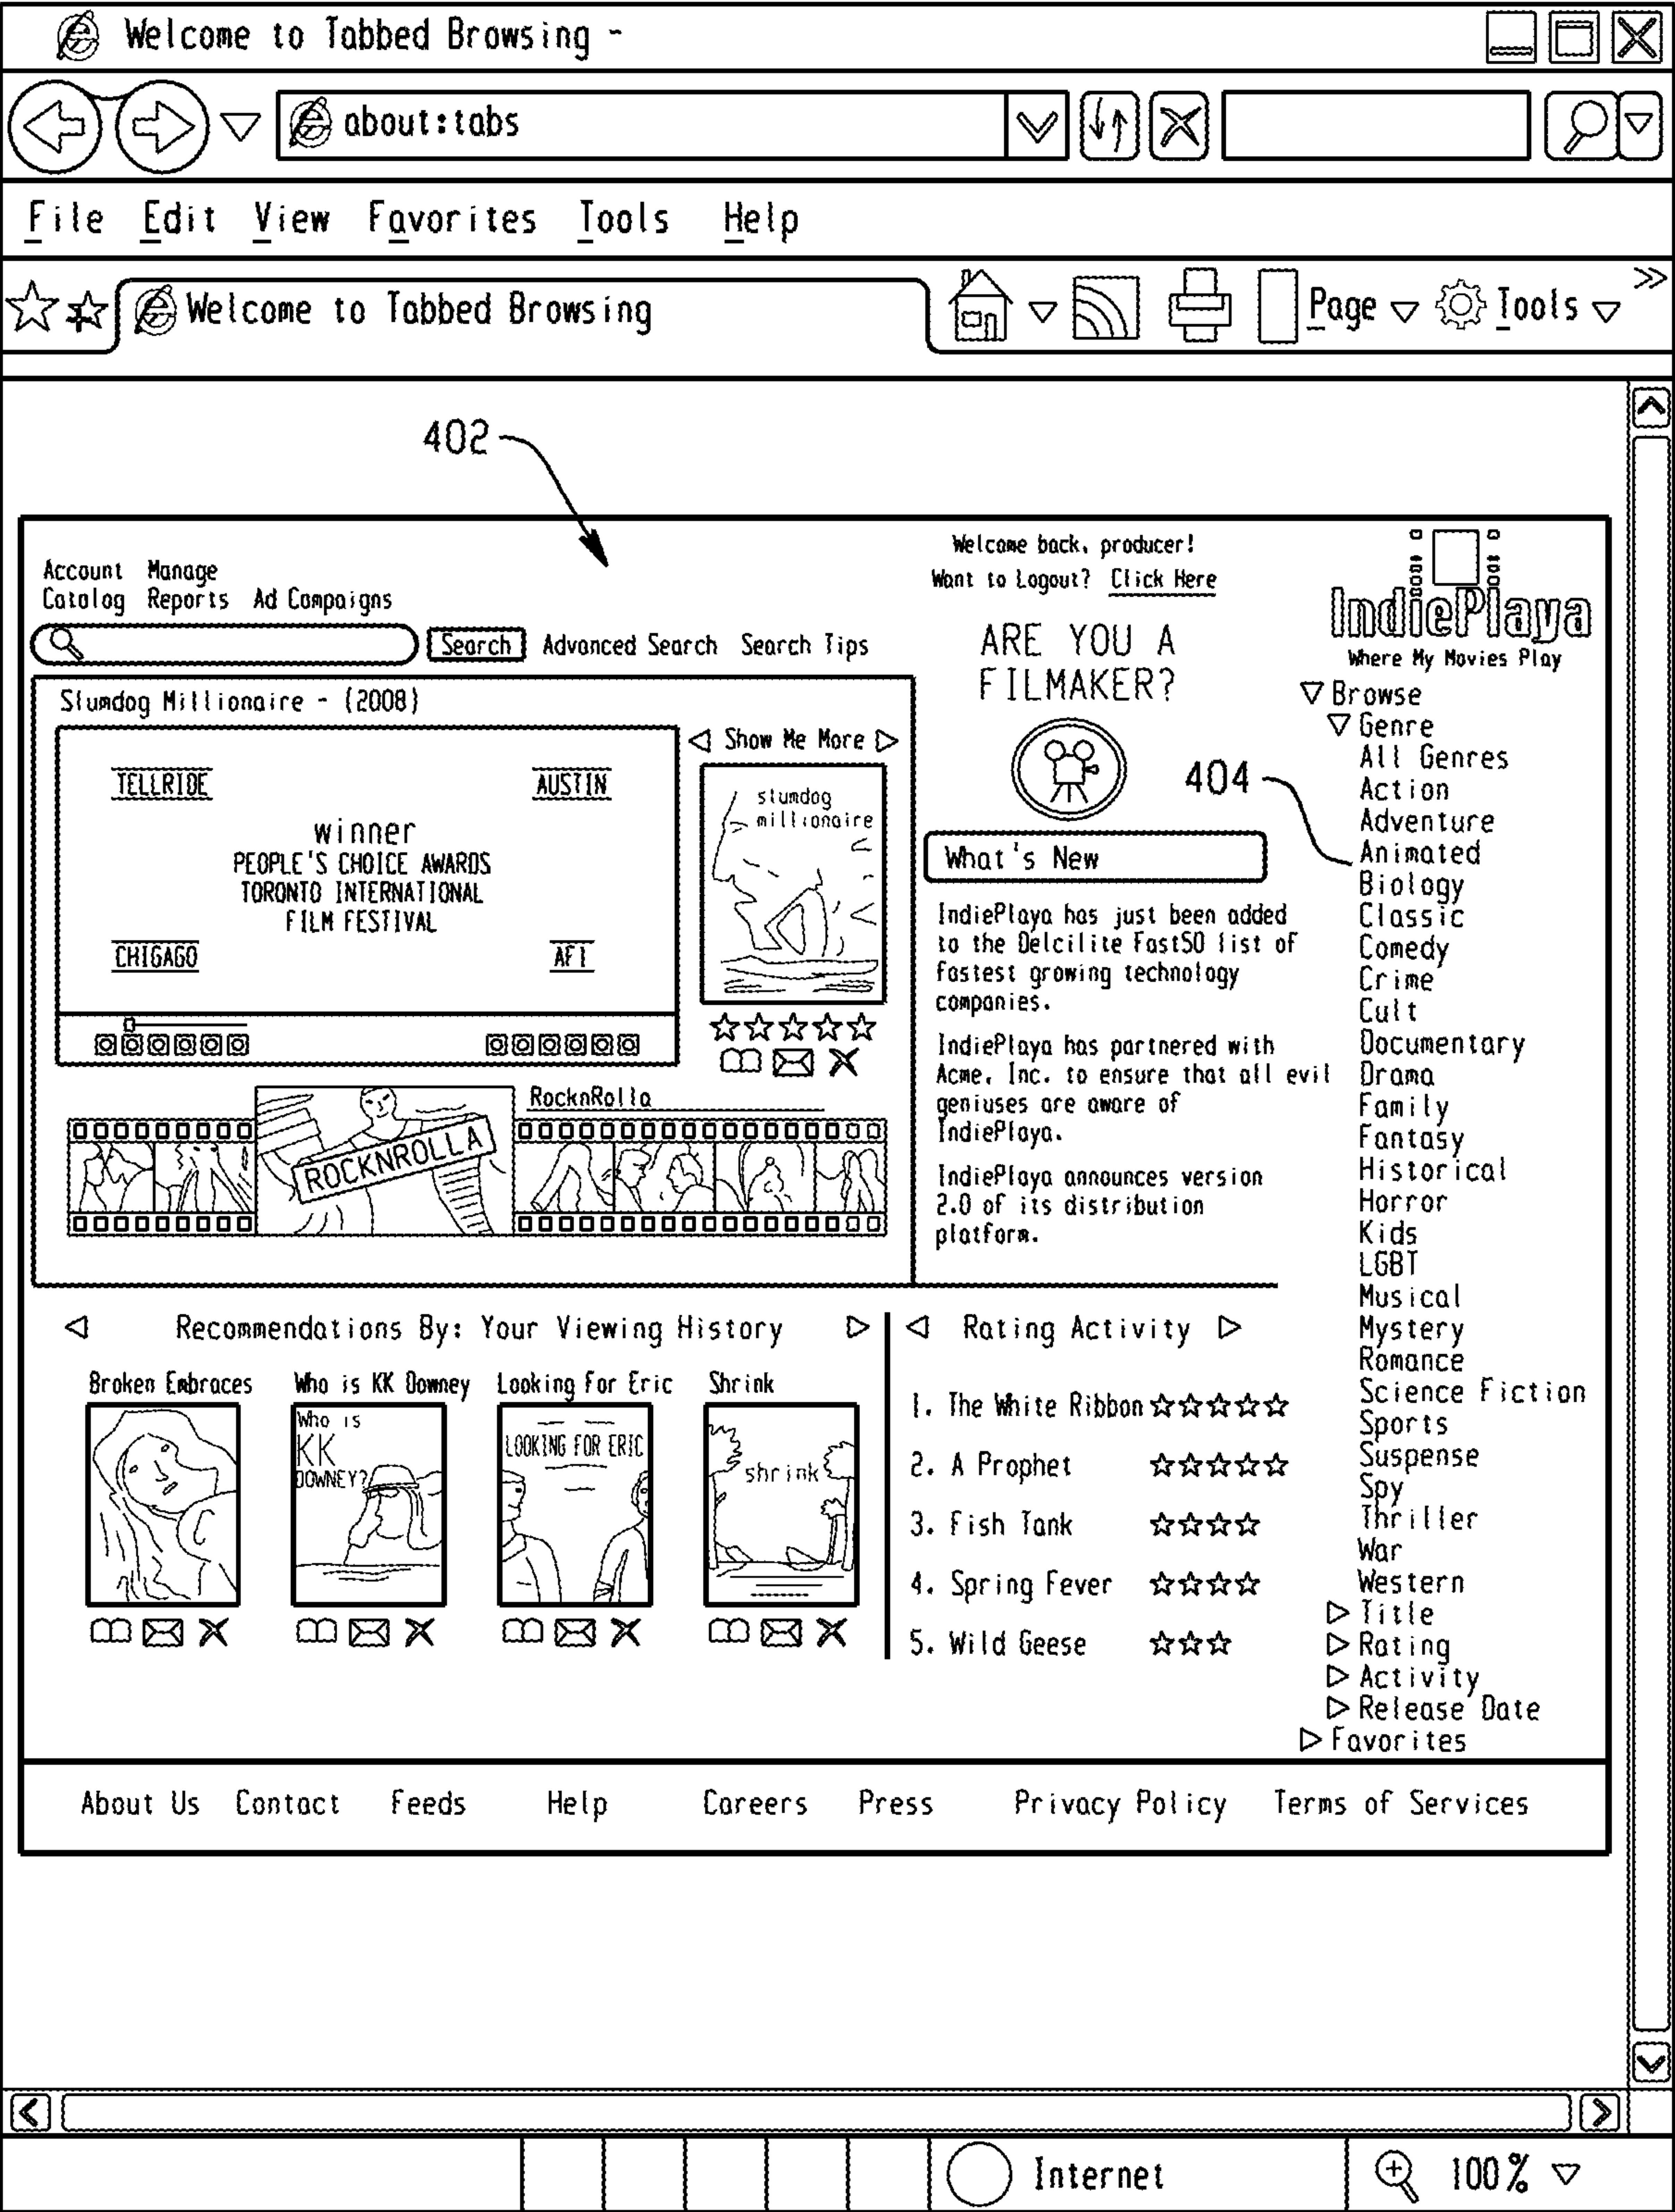 Welcome to Tabbed Browsing -
about:tabs
File Edit View Favorites Tools Help
Welcome to Tabbed Browsing
Page Tools
402
Account Manage
Catalog Reports Ad Campaigns
Search Advanced Search Search Tips
Welcome back, producer!
Want to Logout? Click Here
IndiePlaya
Where My Movies Play
ARE YOU A
FILMAKER?
Slumdog Millionaire - (2008)
TELLRIDE AUSTIN
winner
PEOPLE'S CHOICE AWARDS
TORONTO INTERNATIONAL
FILM FESTIVAL
CHIGAGO AFI
Show Me More
slumdog
millionaire
RocknRolla
ROCKNROLLA
What's New
IndiePlaya has just been added
to the Delcilite Fast50 list of
fastest growing technology
companies.
IndiePlaya has partnered with
Acme, Inc. to ensure that all evil
geniuses are aware of
IndiePlaya.
IndiePlaya announces version
2.0 of its distribution
platform.
404
Browse
Genre
All Genres
Action
Adventure
Animated
Biology
Classic
Comedy
Crime
Cult
Documentary
Drama
Family
Fantasy
Historical
Horror
Kids
LGBT
Musical
Mystery
Romance
Science Fiction
Sports
Suspense
Spy
Thriller
War
Western
Title
Rating
Activity
Release Date
Favorites
Recommendations By: Your Viewing History
Broken Embraces Who is KK Downey Looking For Eric Shrink
Who is
KK
DOWNEY?
LOOKING FOR ERIC
shrink
Rating Activity
1. The White Ribbon
2. A Prophet
3. Fish Tank
4. Spring Fever
5. Wild Geese
About Us Contact Feeds Help Careers Press Privacy Policy Terms of Services
Internet 100%